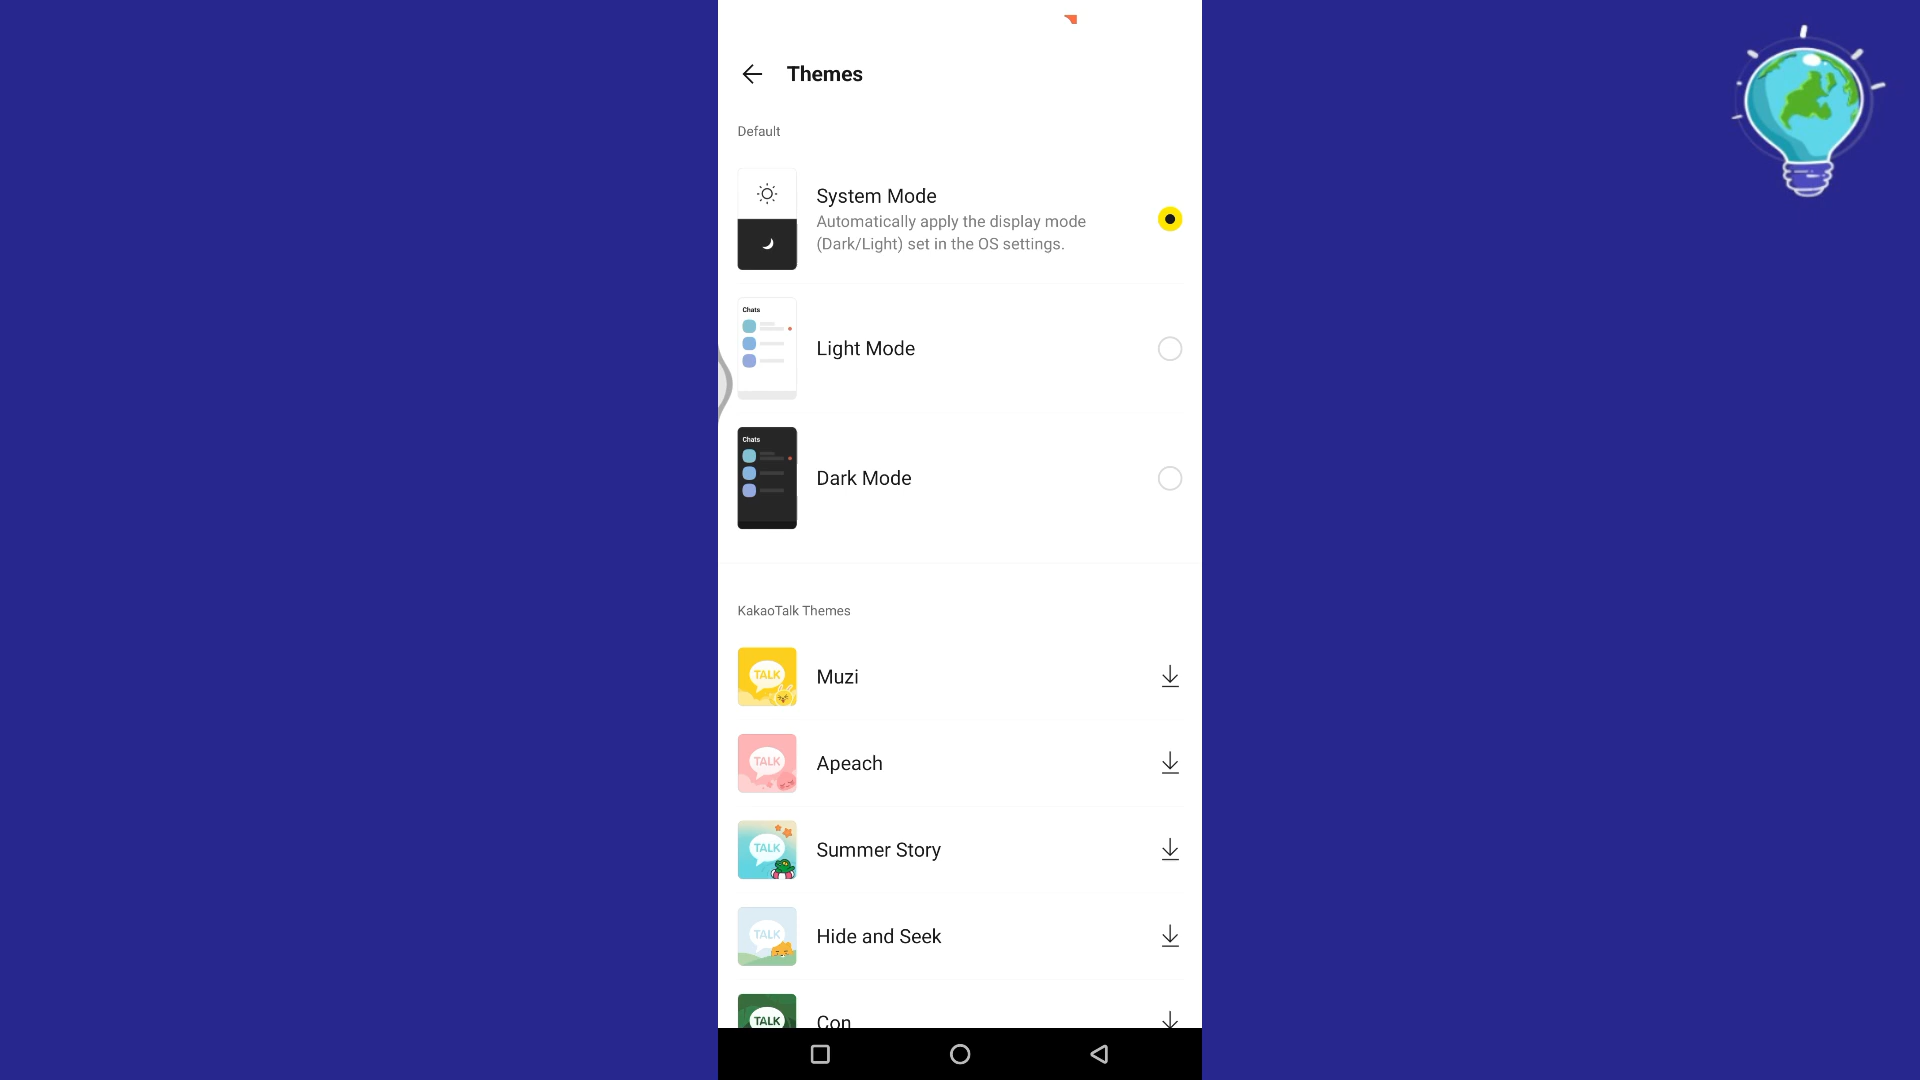 Themes
Default
System Mode
Automatically apply the display mode
(Dark/Light) set in the OS settings.
Chats
Light Mode
Chats
Dark Mode
KakaoTalk Themes
TALK
Muzi
TALK
Apeach
TALK
Summer Story
TALK
Hide and Seek
TALK
Con